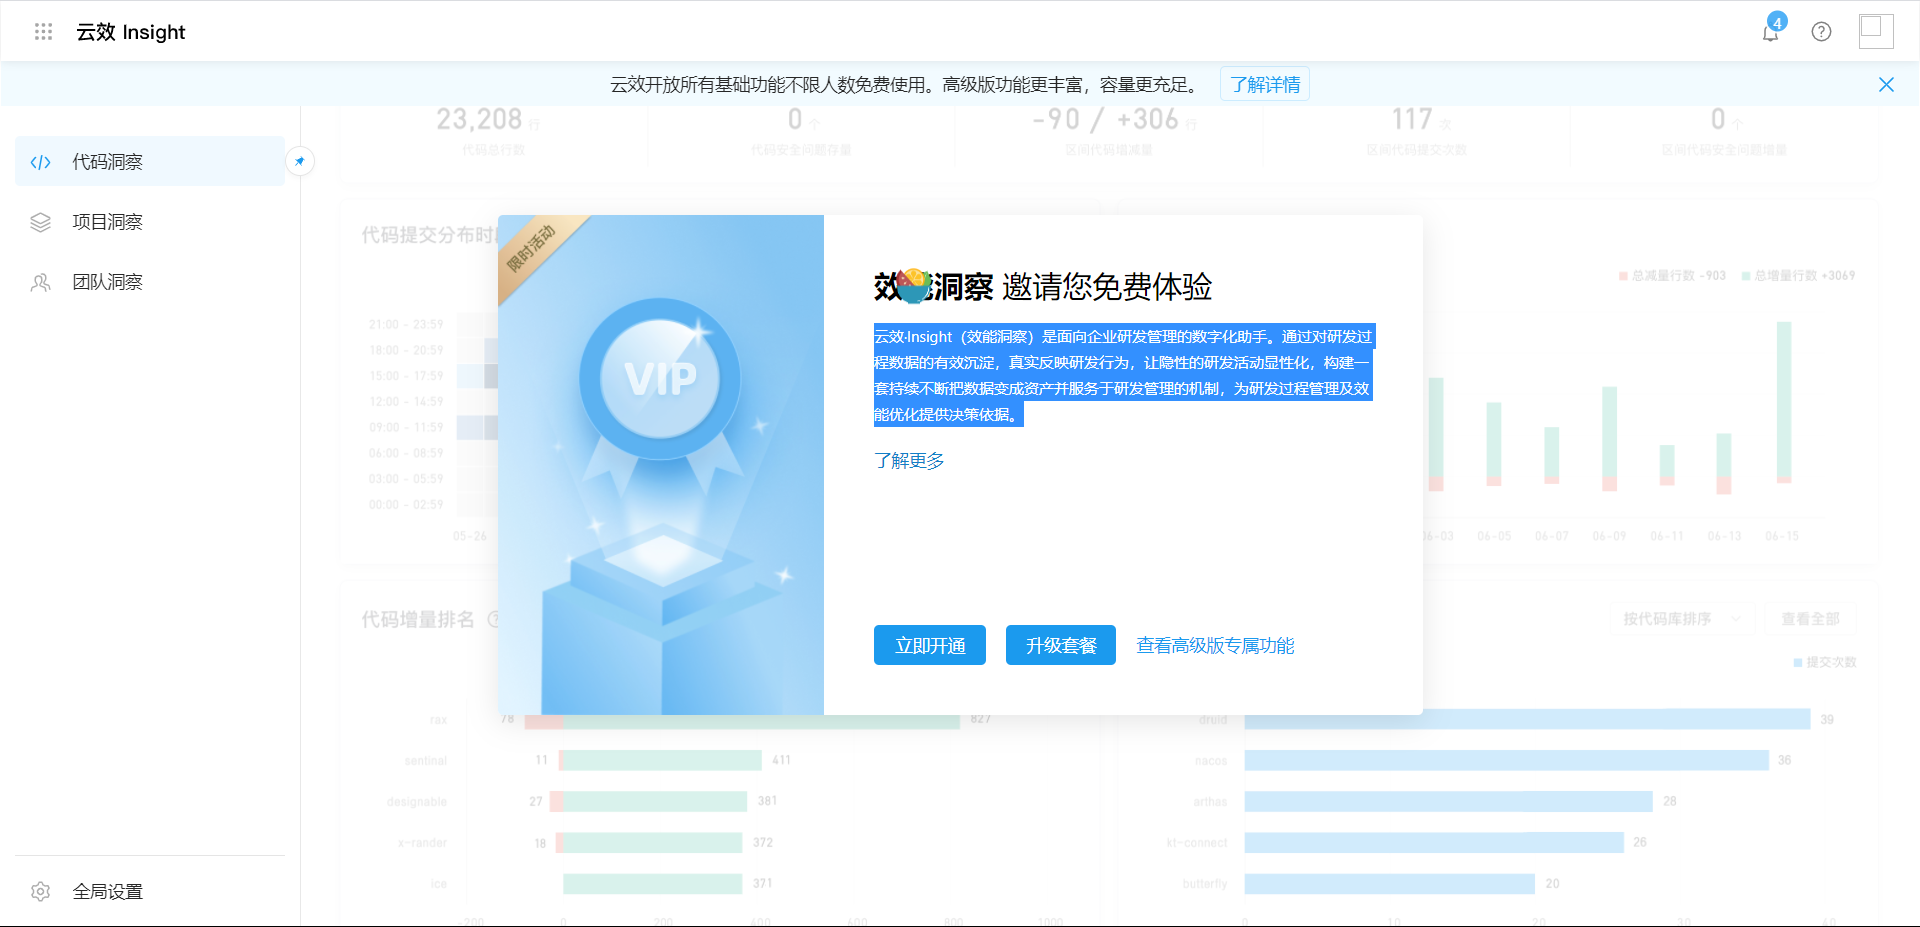 云效 Insight
4
云效开放所有基础功能不限人数免费使用。高级版功能更丰富，容量更充足。 了解详情
代码洞察
项目洞察
团队洞察
全局设置
23,208 行
代码总行数
0 个
代码安全问题存量
-90 / +306 行
区间代码增减量
117 次
区间代码提交次数
0 个
区间代码安全问题增量
代码提交分布时
21:00 - 23:59
18:00 - 20:59
15:00 - 17:59
12:00 - 14:59
09:00 - 11:59
06:00 - 08:59
03:00 - 05:59
00:00 - 02:59
05-26
限时活动
VIP
效能洞察 邀请您免费体验
云效·Insight（效能洞察）是面向企业研发管理的数字化助手。通过对研发过
程数据的有效沉淀，真实反映研发行为，让隐性的研发活动显性化，构建一
套持续不断把数据变成资产并服务于研发管理的机制，为研发过程管理及效
能优化提供决策依据。
了解更多
立即开通 升级套餐 查看高级版专属功能
总减量行数 -903 总增量行数 +3069
06-03 06-05 06-07 06-09 06-11 06-13 06-15
代码增量排名
rax 78 827
sentinal 11 411
designable 27 381
x-rander 18 372
ice 371
-200 0 200 400 600 800 1000
按代码库排序 查看全部
提交次数
druid 39
nacos 36
arthas 28
kt-connect 26
butterfly 20
0 10 20 30 40